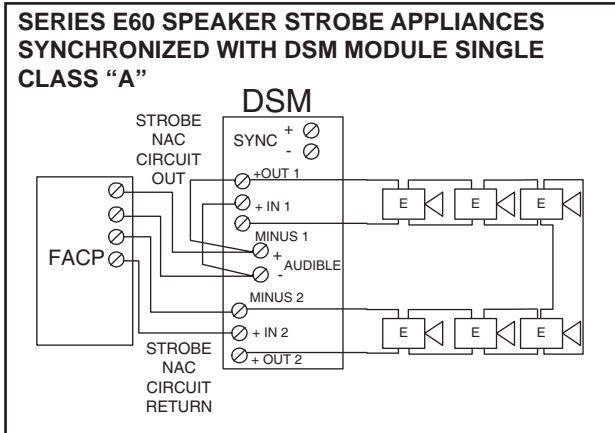 SERIES E60 SPEAKER STROBE APPLIANCES
SYNCHRONIZED WITH DSM MODULE SINGLE
CLASS “A”
DSM
STROBE
NAC
CIRCUIT
OUT
SYNC + -
+OUT 1
+ IN 1
MINUS 1
+
- AUDIBLE
FACP
MINUS 2
+ IN 2
+ OUT 2
STROBE
NAC
CIRCUIT
RETURN
E E E
E E E